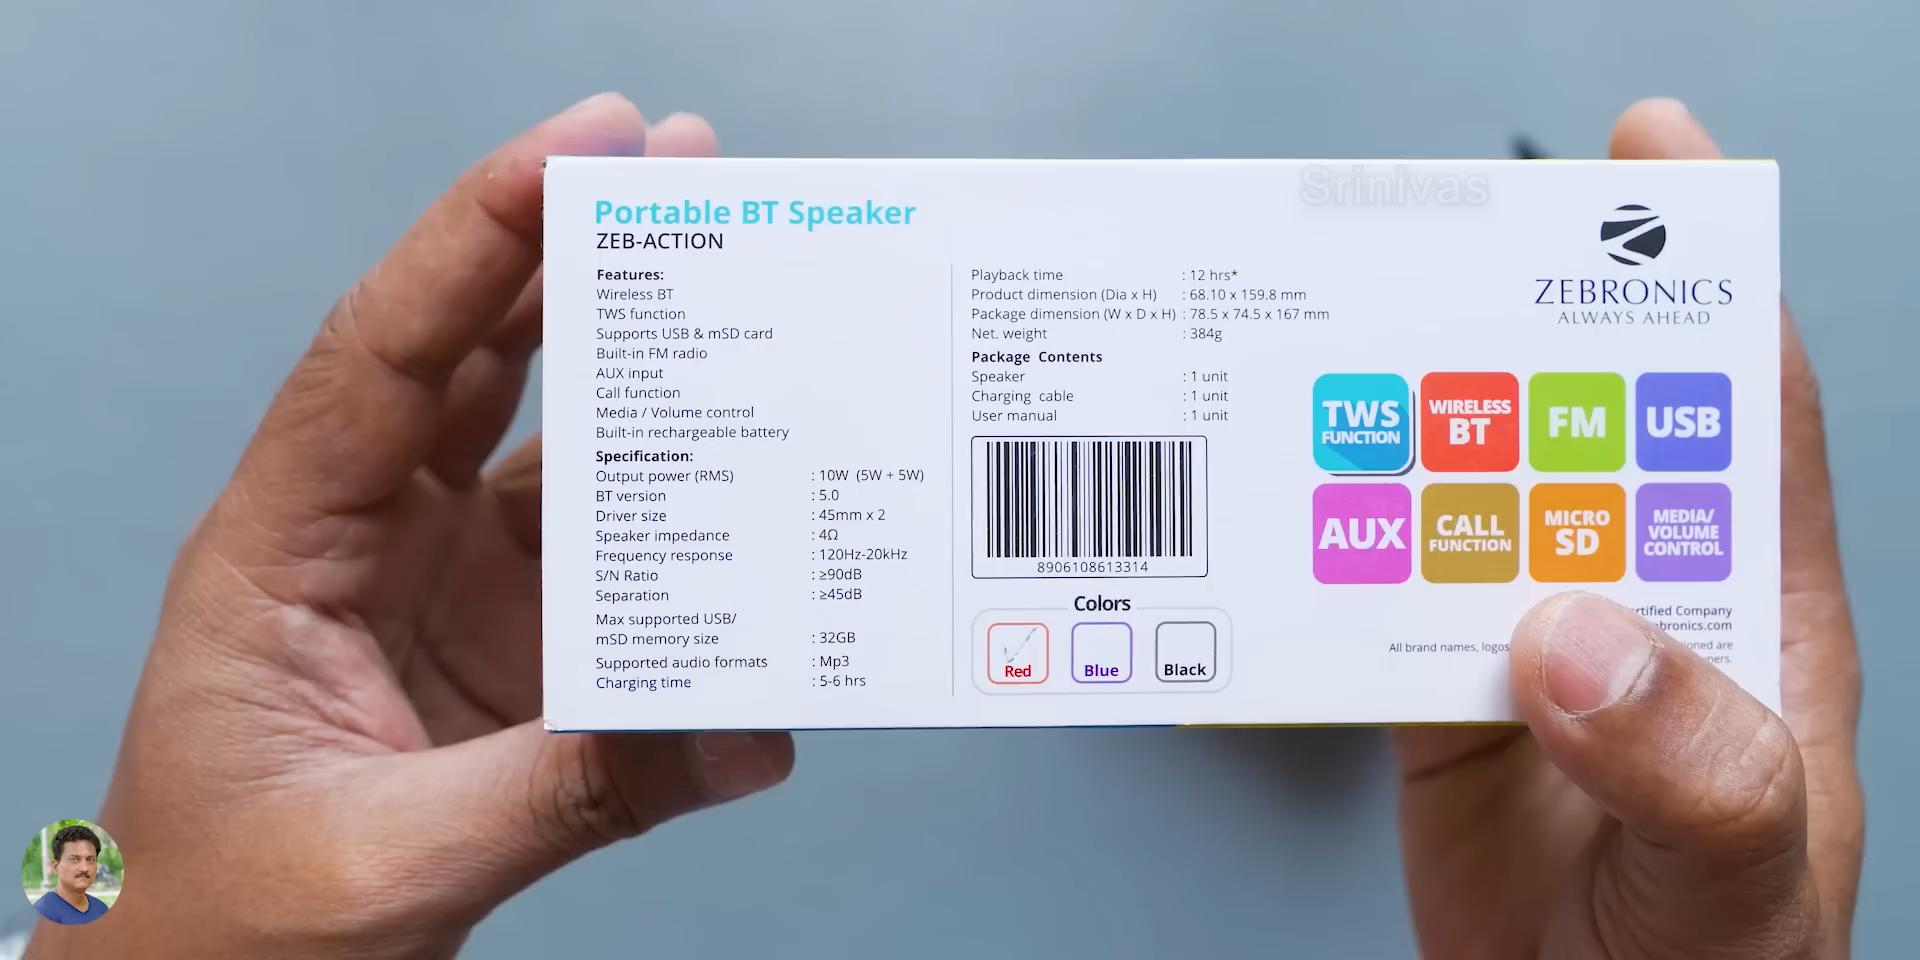 Srinivas
Portable BT Speaker
ZEB-ACTION
Features:
Wireless BT
TWS function
Supports USB & mSD card
Built-in FM radio
AUX input
Call function
Media / Volume control
Built-in rechargeable battery
Specification:
Output power (RMS) : 10W (5W + 5W)
BT version : 5.0
Driver size : 45mm x 2
Speaker impedance : 4Ω
Frequency response : 120Hz-20kHz
S/N Ratio : ≥90dB
Separation : ≥45dB
Max supported USB/
mSD memory size : 32GB
Supported audio formats : Mp3
Charging time : 5-6 hrs
Playback time : 12 hrs*
Product dimension (Dia x H) : 68.10 x 159.8 mm
Package dimension (W x D x H) : 78.5 x 74.5 x 167 mm
Net. weight : 384g
Package Contents
Speaker : 1 unit
Charging cable : 1 unit
User manual : 1 unit
8906108613314
Colors
Red Blue Black
ZEBRONICS
ALWAYS AHEAD
TWS
FUNCTION
WIRELESS
BT
FM
USB
AUX
CALL
FUNCTION
MICRO
SD
MEDIA/
VOLUME
CONTROL
Company
All brand names, logos
are